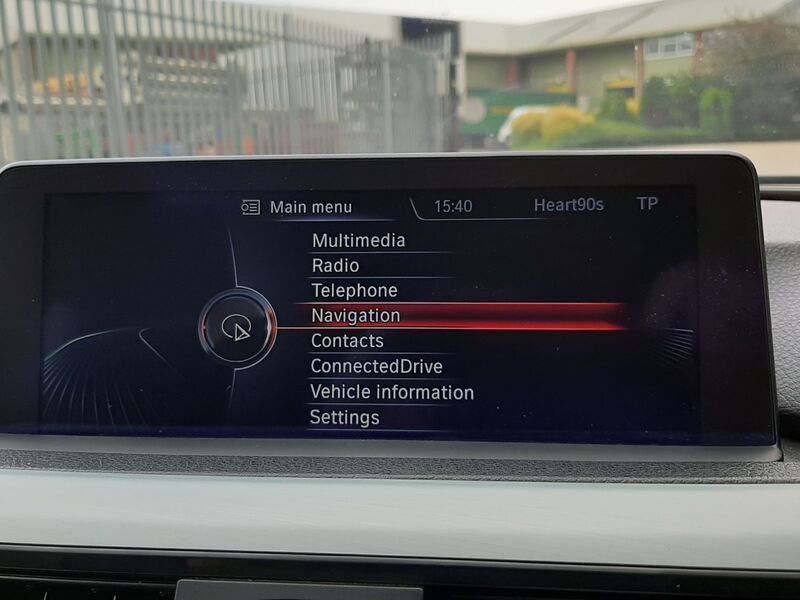 Main menu 15:40 Heart90s TP
Multimedia
Radio
Telephone
Navigation
Contacts
ConnectedDrive
Vehicle information
Settings